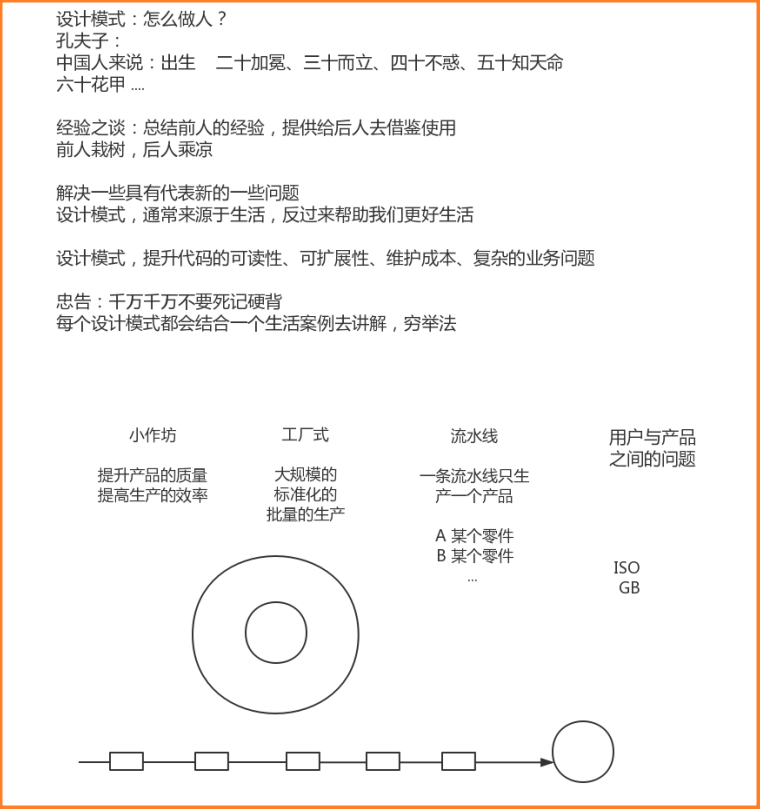 设计模式：怎么做人？
孔夫子：
中国人来说：出生 二十加冕、三十而立、四十不惑、五十知天命
六十花甲 ....
经验之谈：总结前人的经验，提供给后人去借鉴使用
前人栽树，后人乘凉
解决一些具有代表新的一些问题
设计模式，通常来源于生活，反过来帮助我们更好生活
设计模式，提升代码的可读性、可扩展性、维护成本、复杂的业务问题
忠告：千万千万不要死记硬背
每个设计模式都会结合一个生活案例去讲解，穷举法
小作坊
提升产品的质量
提高生产的效率
工厂式
大规模的
标准化的
批量的生产
流水线
一条流水线只生
产一个产品
A 某个零件
B 某个零件
...
用户与产品
之间的问题
ISO
GB